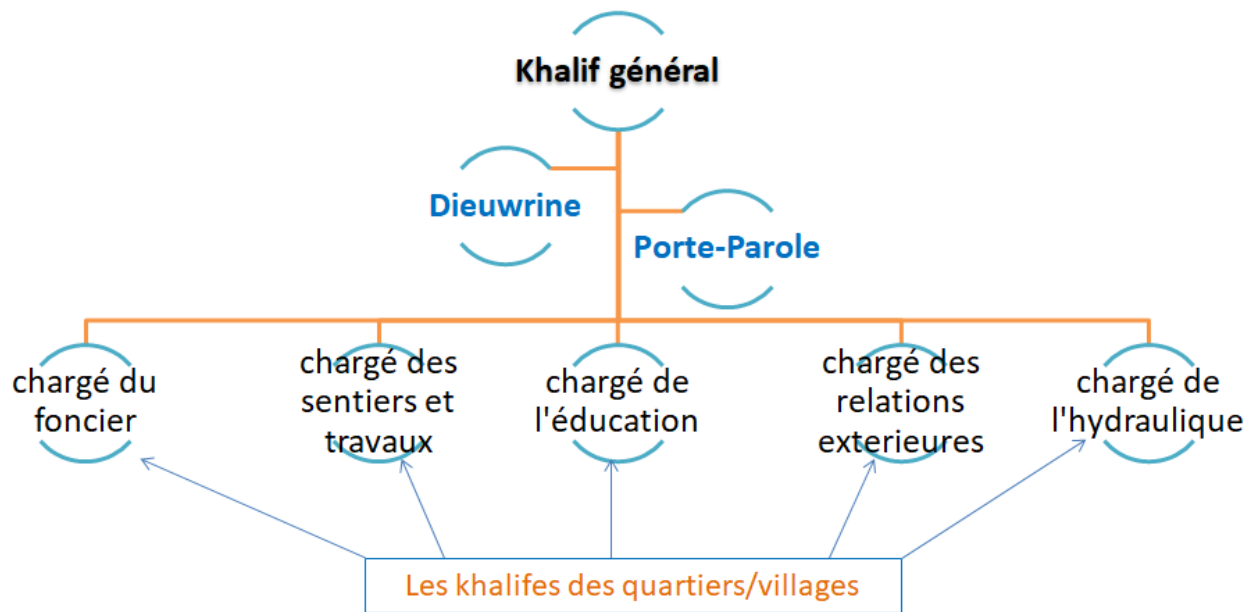 Khalif général
Dieuwrine
Porte-Parole
chargé du
foncier
chargé des
sentiers et
travaux
chargé de
l'éducation
chargé des
relations
exterieures
chargé de
l'hydraulique
Les khalifes des quartiers/villages